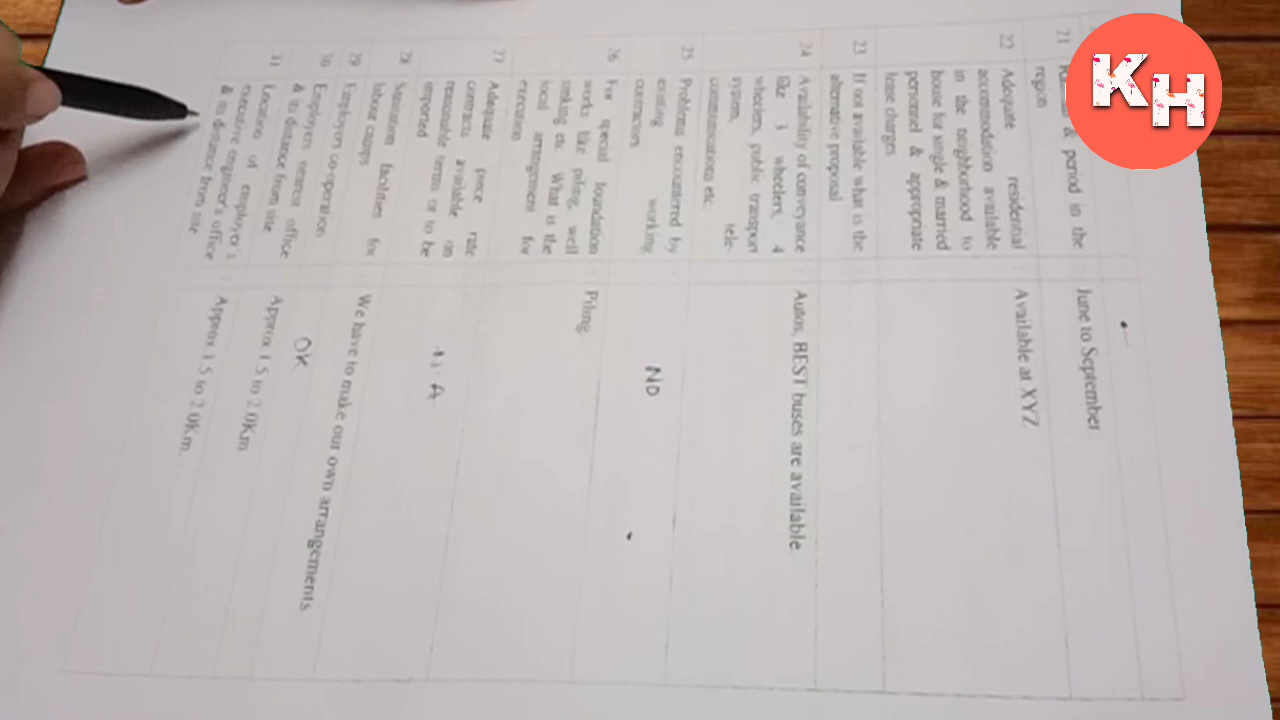 KH
21
& period in the
region
June to September
22
Adequate residential
accommodation available
in the neighborhood to
house for single & married
personnel & appropriate
lease charges
Available at XYZ
23
If not available what is the
alternative proposal
24
Availability of conveyance
like 3 wheelers, 4
wheelers, public transport
system, tele-
communications etc.
Autos, BEST buses are available.
25
Problems encountered by
existing working
contractors
NO
26
For special foundation
works like piling, well
sinking etc. What is the
local arrangement for
execution
Piling.
27
Adequate piece rate
contracts available on
reasonable terms or to be
imported
N A
28
Sanitation facilities for
labour camps
We have to make our own arrangements.
29
Employers co-operation
OK
30
Employers nearest office
& its distance from site
Approx 1.5 to 2.0Km
31
Location of employer's
executive engineer's office
& its distance from site
Approx 1.5 to 2.0Km